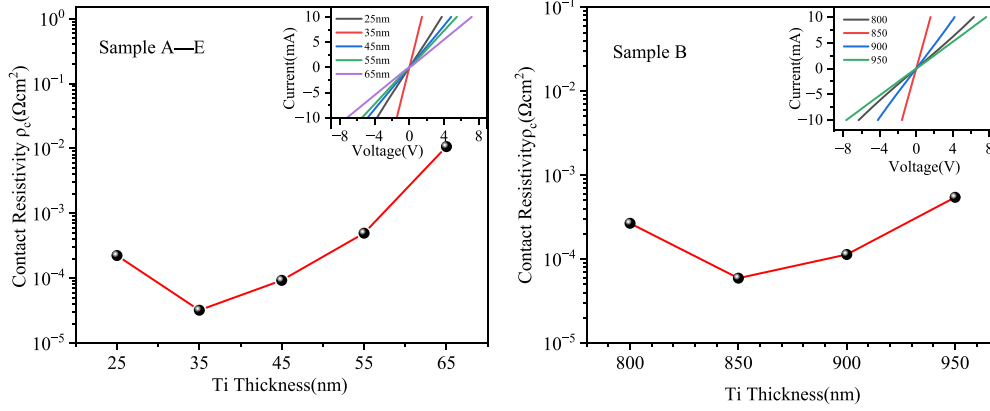 Sample A—E
Contact Resistivity ρc(Ωcm²)
10⁰
10⁻¹
10⁻²
10⁻³
10⁻⁴
10⁻⁵
25 35 45 55 65
Ti Thickness(nm)
25nm
35nm
45nm
55nm
65nm
Current(mA)
10
5
0
−5
−10
−8 −4 0 4 8
Voltage(V)
Sample B
Contact Resistivity ρc(Ωcm²)
10⁻¹
10⁻²
10⁻³
10⁻⁴
10⁻⁵
800 850 900 950
Ti Thickness(nm)
800
850
900
950
Current(mA)
10
5
0
−5
−10
−8 −4 0 4 8
Voltage(V)